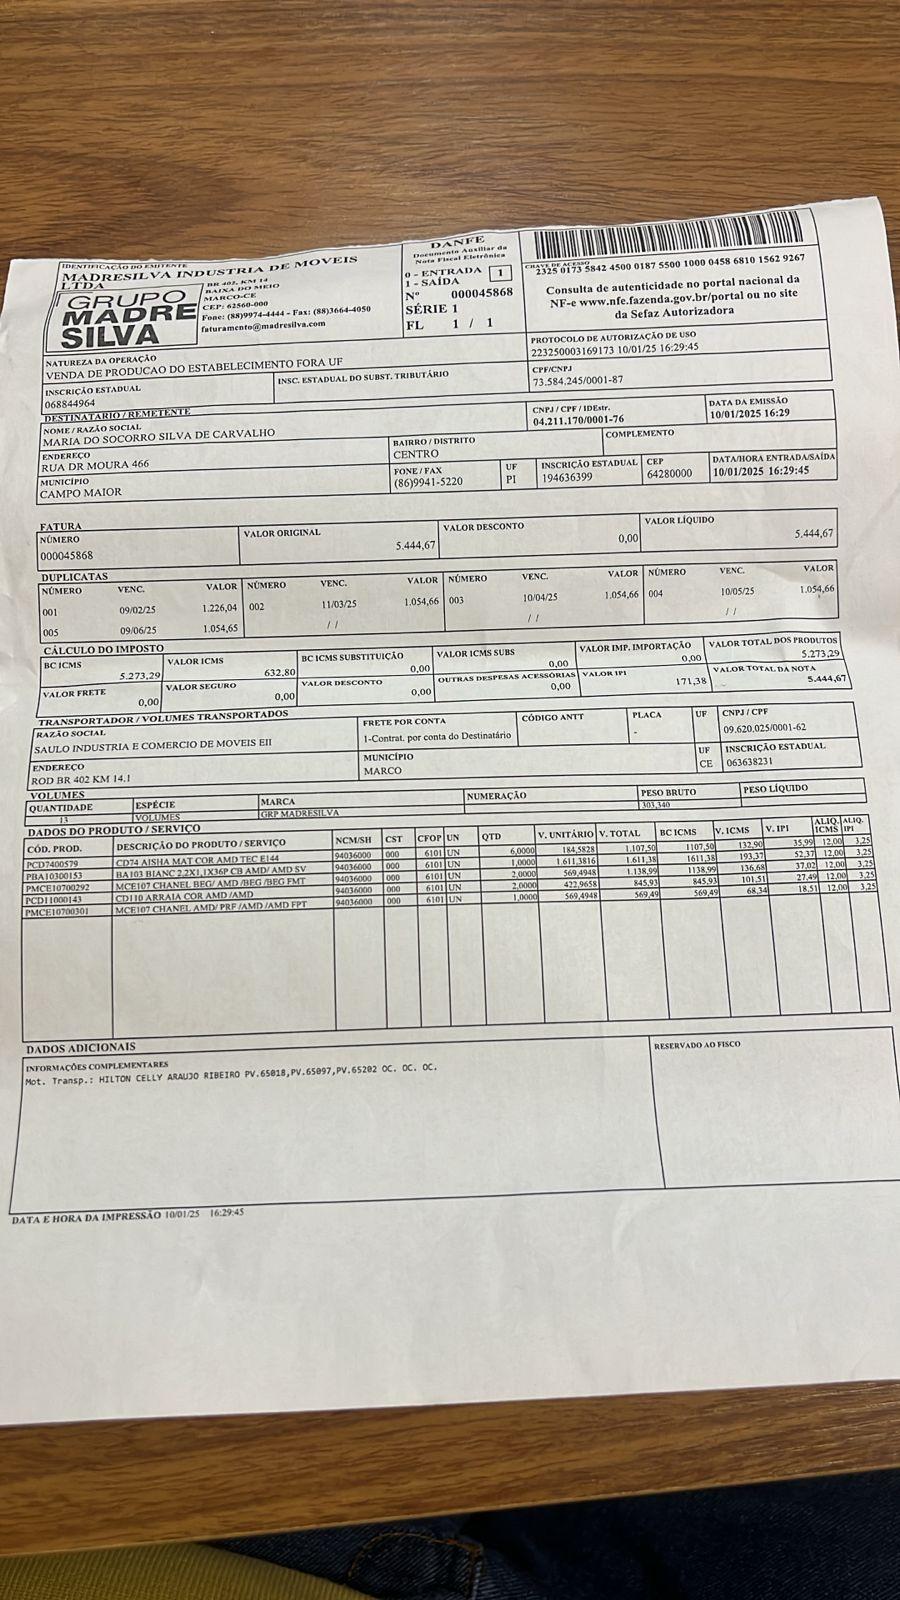 IDENTIFICAÇÃO DO EMITENTE
MADRESILVA INDUSTRIA DE MOVEIS
LTDA
GRUPO
MADRE
SILVA
BR 402, KM 14
BAIXA DO MEIO
MARCO-CE
CEP: 62560-000
Fone: (88)9974-4444 - Fax: (88)3664-4050
faturamento@madresilva.com
DANFE
Documento Auxiliar da
Nota Fiscal Eletrônica
0 - ENTRADA 1
1 - SAÍDA
Nº 000045868
SÉRIE 1
FL 1 / 1
CHAVE DE ACESSO
2325 0173 5842 4500 0187 5500 1000 0458 6810 1562 9267
Consulta de autenticidade no portal nacional da
NF-e www.nfe.fazenda.gov.br/portal ou no site
da Sefaz Autorizadora
NATUREZA DA OPERAÇÃO
VENDA DE PRODUCAO DO ESTABELECIMENTO FORA UF
PROTOCOLO DE AUTORIZAÇÃO DE USO
223250003169173 10/01/25 16:29:45
INSCRIÇÃO ESTADUAL
068844964
INSC. ESTADUAL DO SUBST. TRIBUTÁRIO
CPF/CNPJ
73.584.245/0001-87
DESTINATÁRIO / REMETENTE
NOME / RAZÃO SOCIAL
MARIA DO SOCORRO SILVA DE CARVALHO
CNPJ / CPF / IDEstr.
04.211.170/0001-76
DATA DA EMISSÃO
10/01/2025 16:29
ENDEREÇO
RUA DR MOURA 466
BAIRRO / DISTRITO
CENTRO
COMPLEMENTO
MUNICÍPIO
CAMPO MAIOR
FONE / FAX
(86)9941-5220
UF
PI
INSCRIÇÃO ESTADUAL
194636399
CEP
64280000
DATA/HORA ENTRADA/SAÍDA
10/01/2025 16:29:45
FATURA
NÚMERO
000045868
VALOR ORIGINAL
5.444,67
VALOR DESCONTO
0,00
VALOR LÍQUIDO
5.444,67
DUPLICATAS
NÚMERO VENC. VALOR NÚMERO VENC. VALOR NÚMERO VENC. VALOR NÚMERO VENC. VALOR
001 09/02/25 1.226,04 002 11/03/25 1.054,66 003 10/04/25 1.054,66 004 10/05/25 1.054,66
005 09/06/25 1.054,65 / / / / / /
CÁLCULO DO IMPOSTO
BC ICMS
5.273,29
VALOR ICMS
632,80
BC ICMS SUBSTITUIÇÃO
0,00
VALOR ICMS SUBS
0,00
VALOR IMP. IMPORTAÇÃO
0,00
VALOR TOTAL DOS PRODUTOS
5.273,29
VALOR FRETE
0,00
VALOR SEGURO
0,00
VALOR DESCONTO
0,00
OUTRAS DESPESAS ACESSÓRIAS
0,00
VALOR IPI
171,38
VALOR TOTAL DA NOTA
5.444,67
TRANSPORTADOR / VOLUMES TRANSPORTADOS
RAZÃO SOCIAL
SAULO INDUSTRIA E COMERCIO DE MOVEIS EII
FRETE POR CONTA
1-Contrat. por conta do Destinatário
CÓDIGO ANTT
PLACA
-
UF
CNPJ / CPF
09.620.025/0001-62
ENDEREÇO
ROD BR 402 KM 14.1
MUNICÍPIO
MARCO
UF
CE
INSCRIÇÃO ESTADUAL
063638231
VOLUMES
QUANTIDADE
13
ESPÉCIE
VOLUMES
MARCA
GRP MADRESILVA
NUMERAÇÃO
PESO BRUTO
303,340
PESO LÍQUIDO
DADOS DO PRODUTO / SERVIÇO
CÓD. PROD. DESCRIÇÃO DO PRODUTO / SERVIÇO NCM/SH CST CFOP UN QTD V. UNITÁRIO V. TOTAL BC ICMS V. ICMS V. IPI ALIQ. ICMS ALIQ. IPI
PCD7400579 CD74 AISHA MAT COR AMD TEC E144 94036000 000 6101 UN 6,0000 184,5828 1.107,50 1107,50 132,90 35,99 12,00 3,25
PBA10300153 BA103 BIANC 2,2X1,1X36P CB AMD/ AMD SV 94036000 000 6101 UN 1,0000 1.611,3816 1.611,38 1611,38 193,37 52,37 12,00 3,25
PMCE10700292 MCE107 CHANEL BEG/ AMD /BEG /BEG FMT 94036000 000 6101 UN 2,0000 569,4948 1.138,99 1138,99 136,68 37,02 12,00 3,25
PCD11000143 CD110 ARRAIA COR AMD /AMD 94036000 000 6101 UN 2,0000 422,9658 845,93 845,93 101,51 27,49 12,00 3,25
PMCE10700301 MCE107 CHANEL AMD/ PRF /AMD /AMD FPT 94036000 000 6101 UN 1,0000 569,4948 569,49 569,49 68,34 18,51 12,00 3,25
DADOS ADICIONAIS
INFORMAÇÕES COMPLEMENTARES
Mot. Transp.: HILTON CELLY ARAUJO RIBEIRO PV.65018,PV.65097,PV.65202 OC. OC. OC.
RESERVADO AO FISCO
DATA E HORA DA IMPRESSÃO 10/01/25 16:29:45